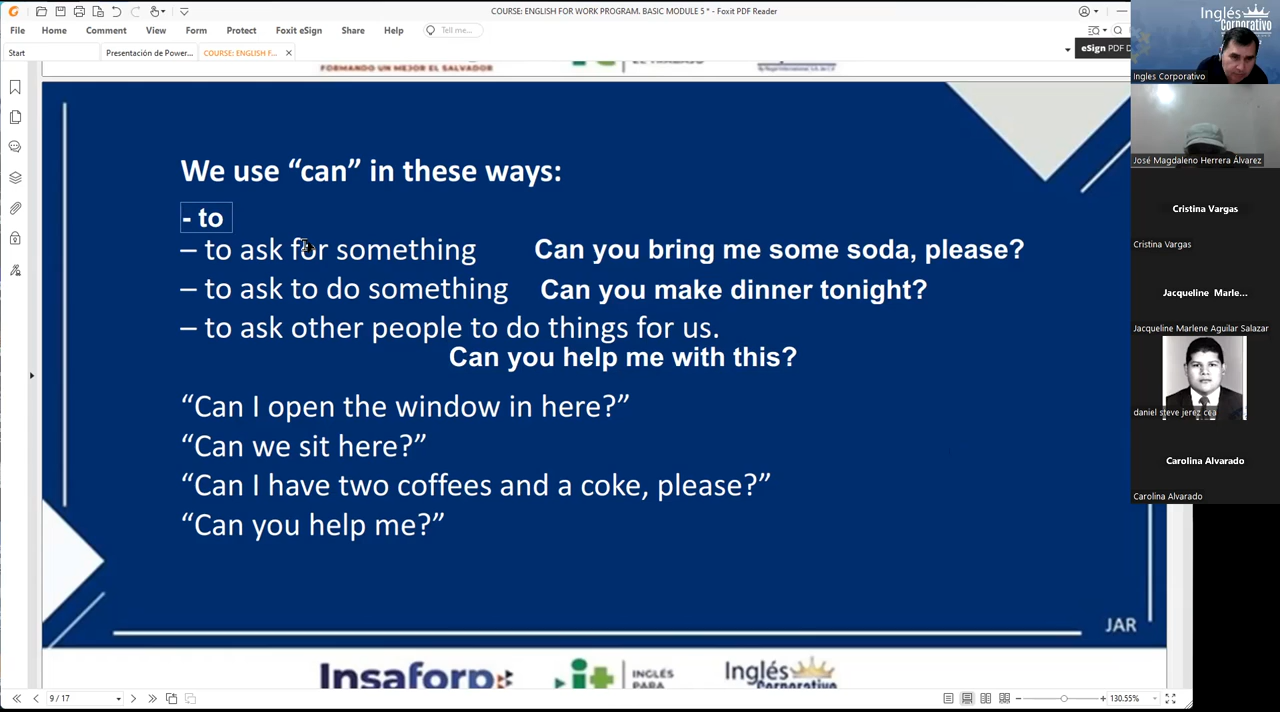 COURSE: ENGLISH FOR WORK PROGRAM. BASIC MODULE 5 * - Foxit PDF Reader
File Home Comment View Form Protect Foxit eSign Share Help Tell me...
Start Presentación de Power... COURSE: ENGLISH F...
eSign PDF D
FORMANDO UN MEJOR EL SALVADOR
We use “can” in these ways:
- to
– to ask for something Can you bring me some soda, please?
– to ask to do something Can you make dinner tonight?
– to ask other people to do things for us.
Can you help me with this?
“Can I open the window in here?”
“Can we sit here?”
“Can I have two coffees and a coke, please?”
“Can you help me?”
JAR
Insaforp
INGLÉS
PARA
Inglés
Corporativo
9 / 17
130.55%
Inglés
Corporativo
Ingles Corporativo
José Magdaleno Herrera Álvarez
Cristina Vargas
Cristina Vargas
Jacqueline Marle...
Jacqueline Marlene Aguilar Salazar
daniel steve jerez cea
Carolina Alvarado
Carolina Alvarado